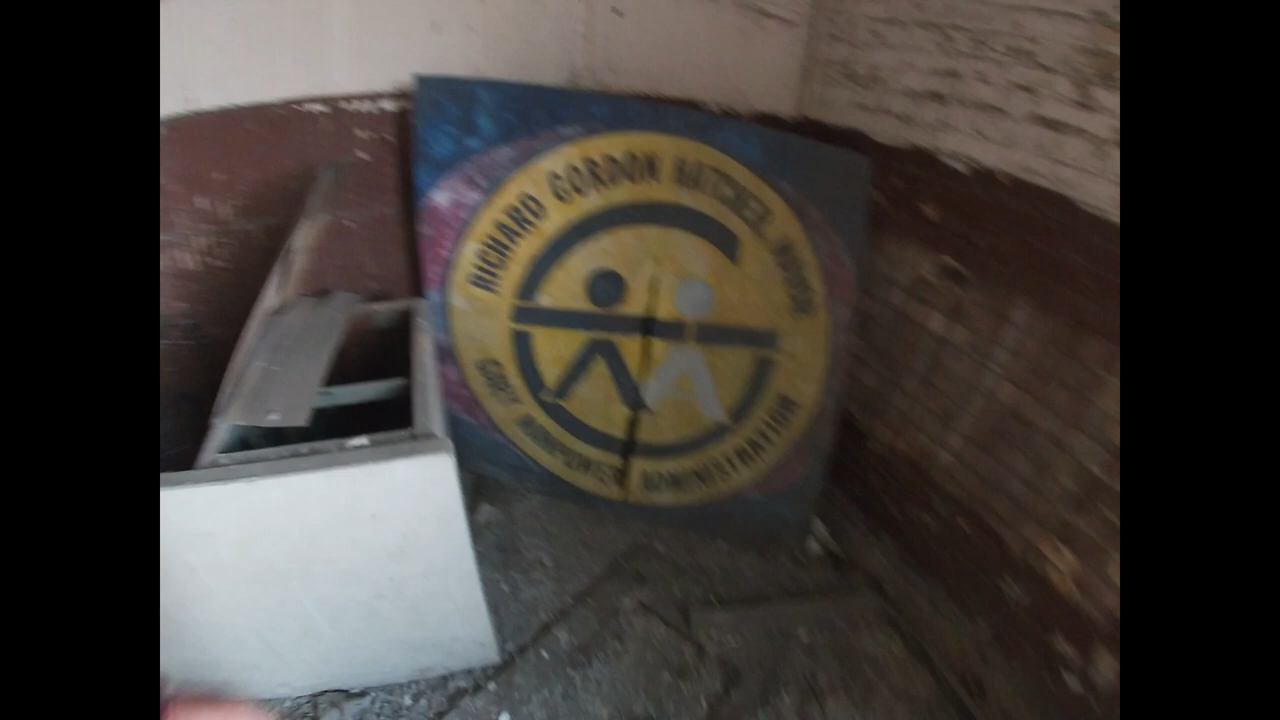 RICHARD GORDON HATCHER, MAYOR
GARY MANPOWER ADMINISTRATION